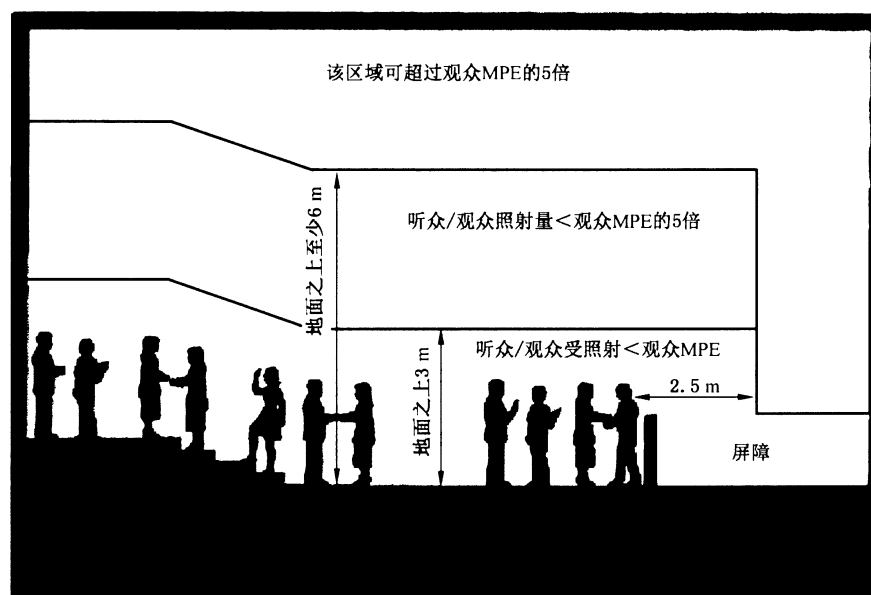 该区域可超过观众MPE的5倍
地面之上至少6 m
听众/观众照射量＜观众MPE的5倍
地面之上3 m
听众/观众受照射＜观众MPE
2.5 m
屏障